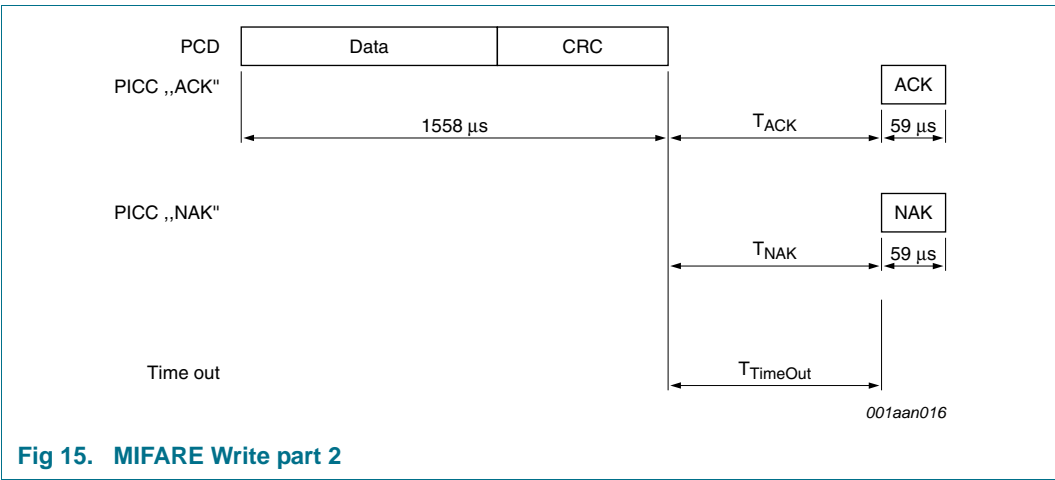 PCD Data CRC
PICC ,,ACK" ACK
1558 μs TACK 59 μs
PICC ,,NAK" NAK
TNAK 59 μs
Time out TTimeOut
001aan016
Fig 15. MIFARE Write part 2